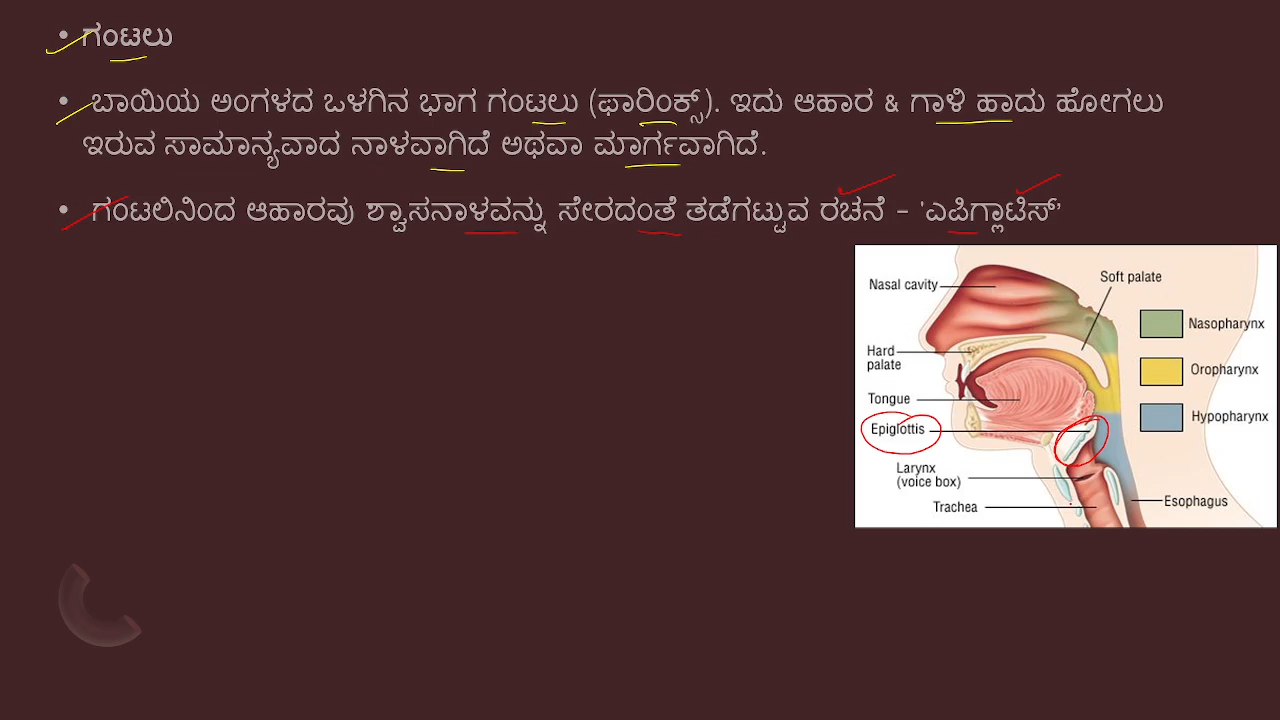 • ಗಂಟಲು
• ಬಾಯಿಯ ಅಂಗಳದ ಒಳಗಿನ ಭಾಗ ಗಂಟಲು (ಫಾರಿಂಕ್ಸ್). ಇದು ಆಹಾರ & ಗಾಳಿ ಹಾದು ಹೋಗಲು
ಇರುವ ಸಾಮಾನ್ಯವಾದ ನಾಳವಾಗಿದೆ ಅಥವಾ ಮಾರ್ಗವಾಗಿದೆ.
• ಗಂಟಲಿನಿಂದ ಆಹಾರವು ಶ್ವಾಸನಾಳವನ್ನು ಸೇರದಂತೆ ತಡೆಗಟ್ಟುವ ರಚನೆ – 'ಎಪಿಗ್ಲಾಟಿಸ್'
Soft palate
Nasal cavity
Nasopharynx
Hard
palate
Oropharynx
Tongue
Hypopharynx
Epiglottis
Larynx
(voice box)
Esophagus
Trachea